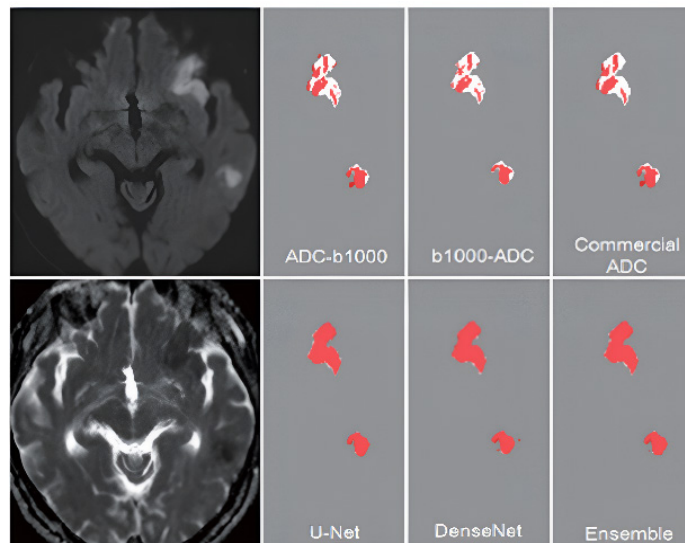 ADC-b1000
b1000-ADC
Commercial
ADC
U-Net
DenseNet
Ensemble